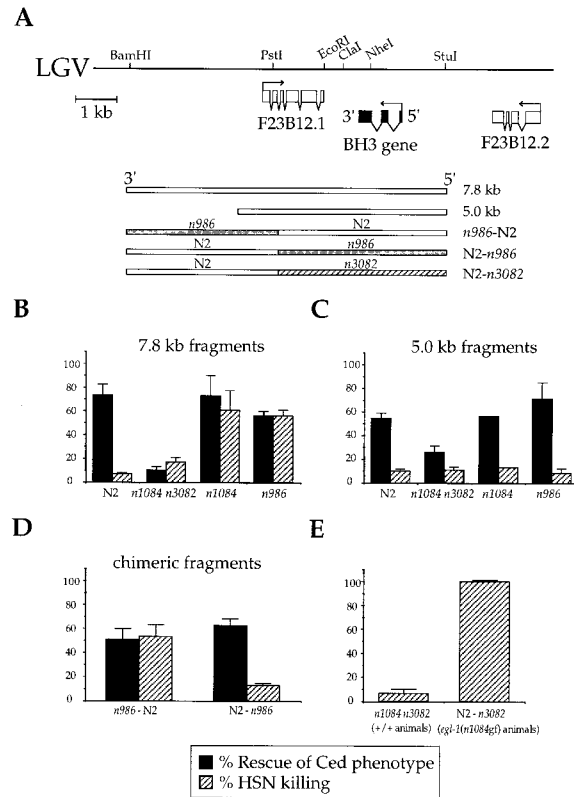 A
LGV
BamHI
PstI
EcoRI
ClaI
NheI
StuI
1 kb
F23B12.1
3' 5'
BH3 gene
F23B12.2
3' 5'
7.8 kb
5.0 kb
n986 N2 n986-N2
N2 n986 N2-n986
N2 n3082 N2-n3082
B
7.8 kb fragments
100
80
60
40
20
0
N2 n1084 n3082 n1084 n986
C
5.0 kb fragments
100
80
60
40
20
0
N2 n1084 n3082 n1084 n986
D
chimeric fragments
100
80
60
40
20
0
n986 - N2 N2 - n986
E
100
80
60
40
20
0
n1084 n3082 N2 - n3082
(+/+ animals) (egl-1(n1084gf) animals)
% Rescue of Ced phenotype
% HSN killing